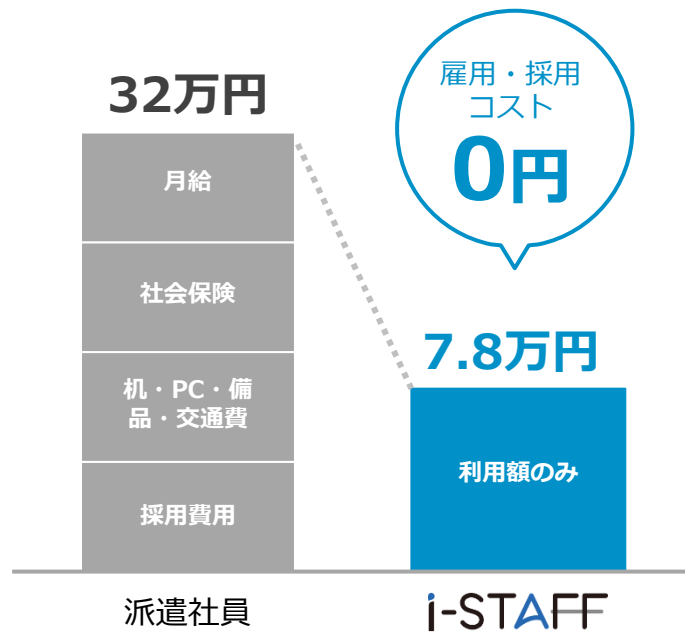 32万円
月給
社会保険
机・PC・備
品・交通費
採用費用
派遣社員
雇用・採用
コスト
0円
7.8万円
利用額のみ
i-STAFF